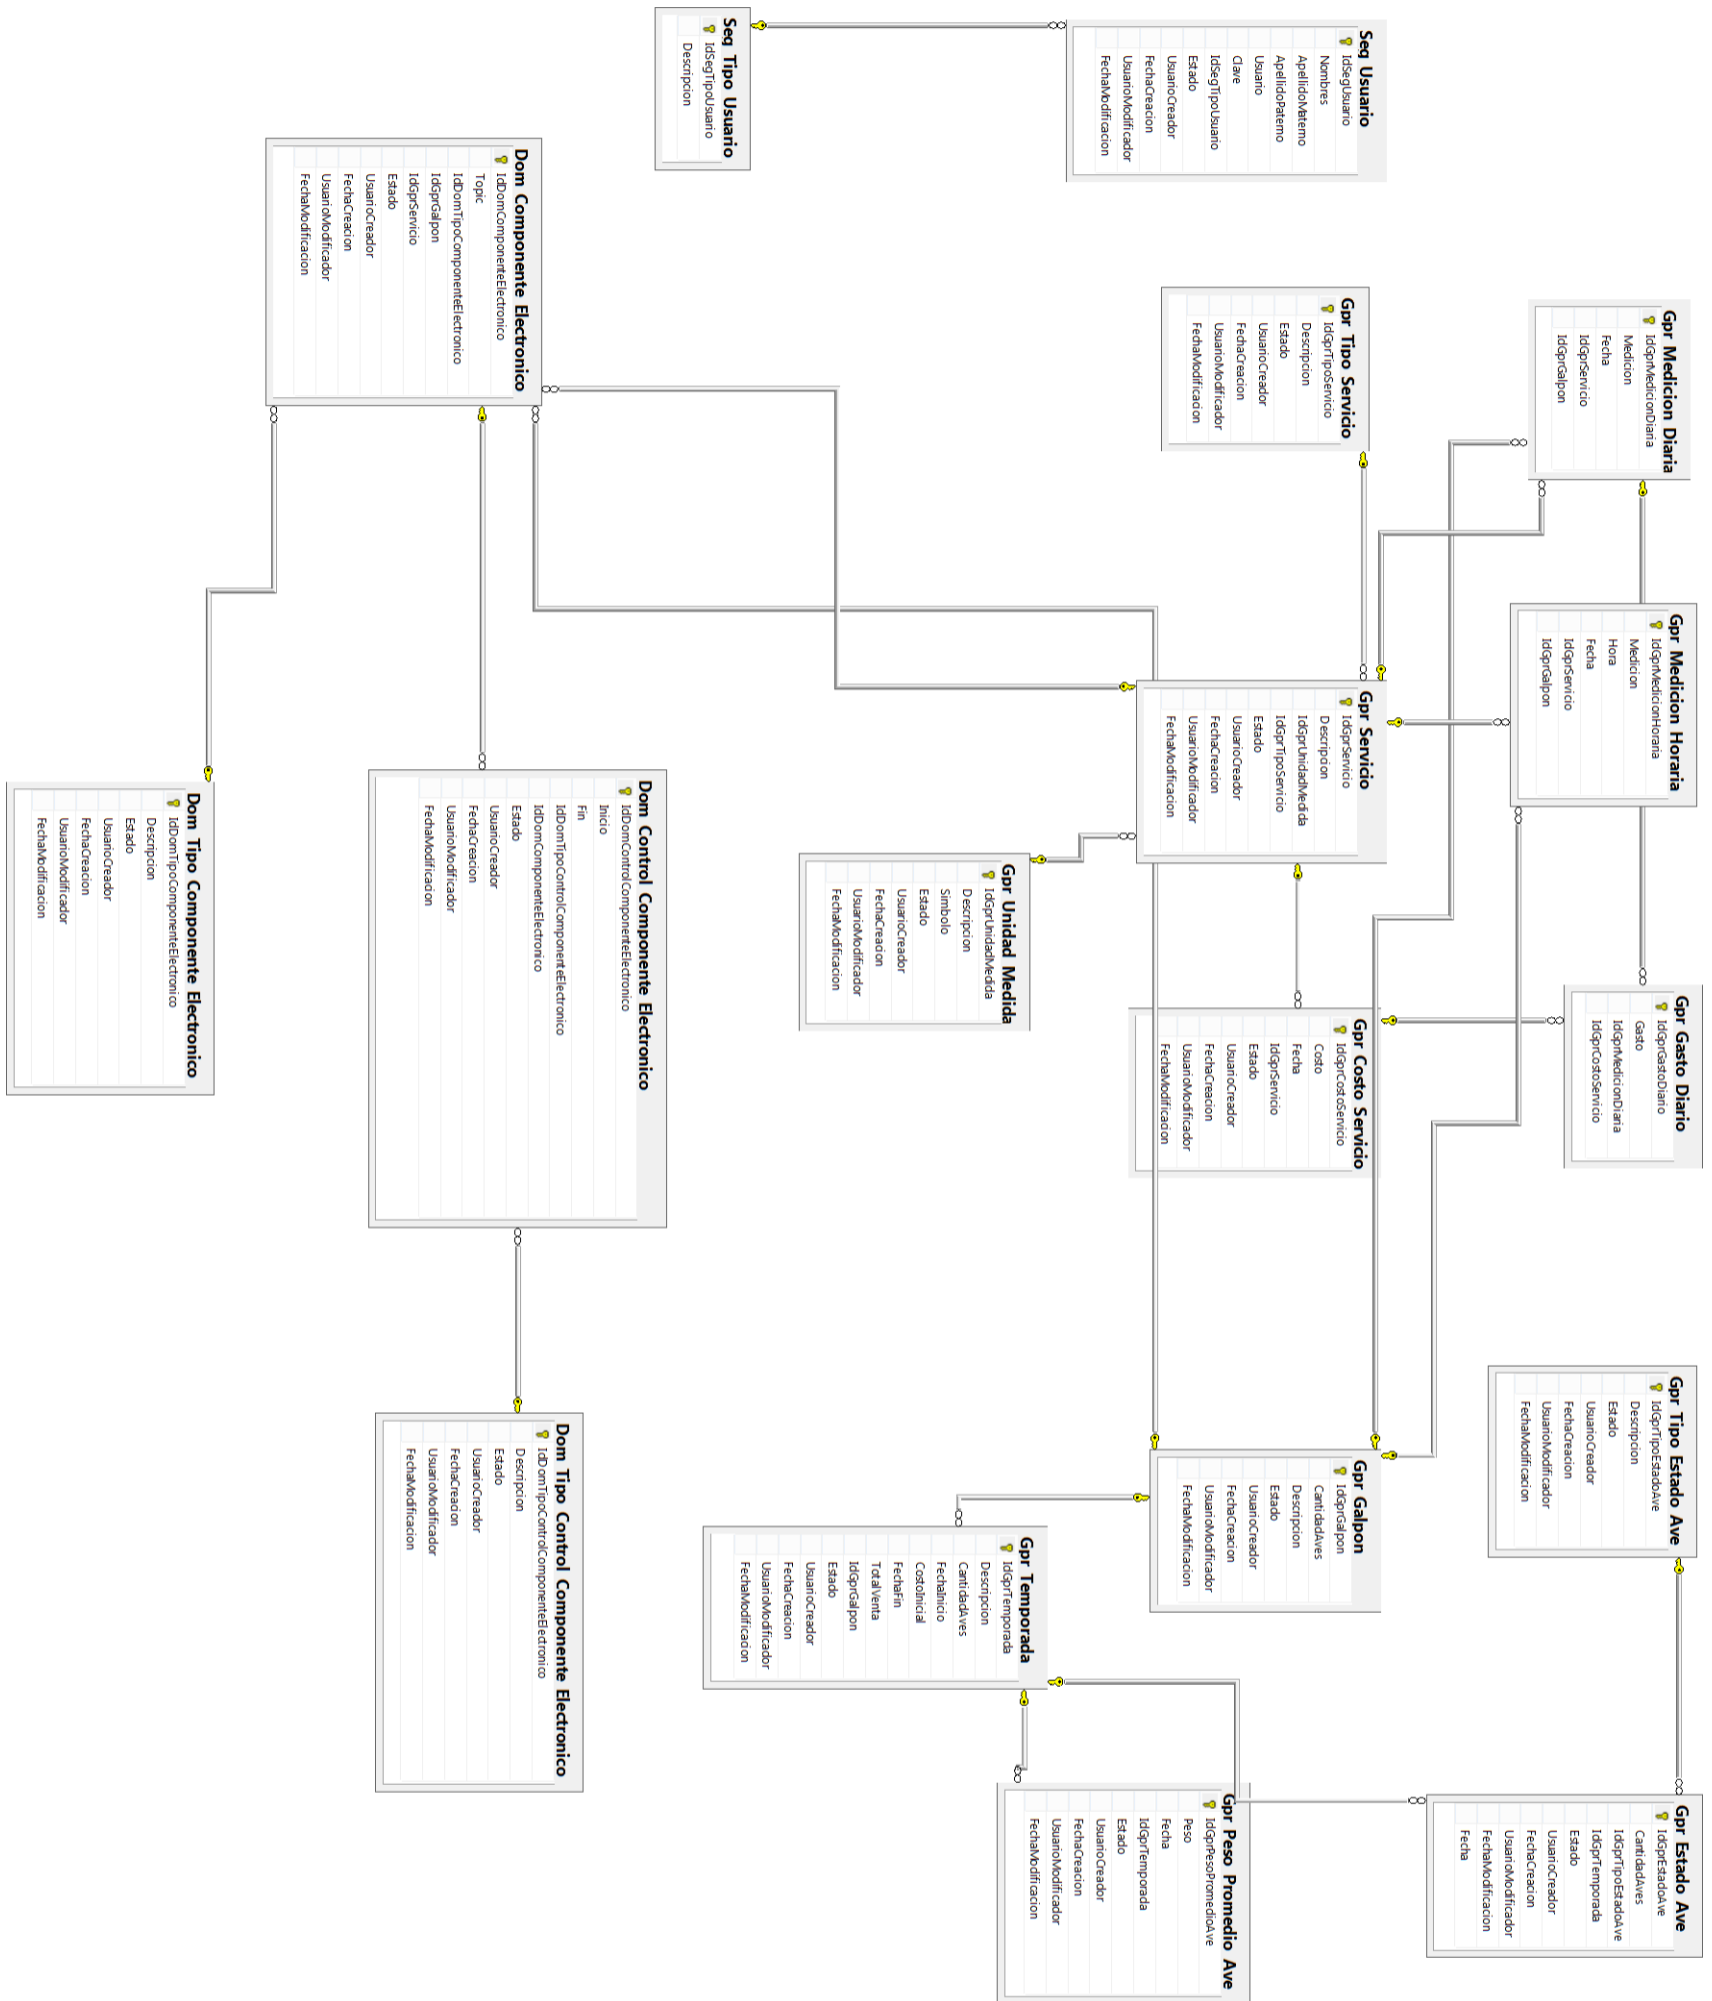 Gpr Medicion Diaria
IdGprMedicionDiaria
Medicion
Fecha
IdGprServicio
IdGprGalpon
Gpr Medicion Horaria
IdGprMedicionHoraria
Medicion
Hora
Fecha
IdGprServicio
IdGprGalpon
Gpr Gasto Diario
IdGprGastoDiario
Gasto
IdGprMedicionDiaria
IdGprCostoServicio
Gpr Tipo Estado Ave
IdGprTipoEstadoAve
Descripcion
Estado
UsuarioCreador
FechaCreacion
UsuarioModificador
FechaModificacion
Gpr Estado Ave
IdGprEstadoAve
CantidadAves
IdGprTipoEstadoAve
IdGprTemporada
Estado
UsuarioCreador
FechaCreacion
UsuarioModificador
FechaModificacion
Fecha
Seg Usuario
IdSegUsuario
Nombres
ApellidoMaterno
ApellidoPaterno
Usuario
Clave
IdSegTipoUsuario
Estado
UsuarioCreador
FechaCreacion
UsuarioModificador
FechaModificacion
Gpr Tipo Servicio
IdGprTipoServicio
Descripcion
Estado
UsuarioCreador
FechaCreacion
UsuarioModificador
FechaModificacion
Gpr Servicio
IdGprServicio
Descripcion
IdGprUnidadMedida
IdGprTipoServicio
Estado
UsuarioCreador
FechaCreacion
UsuarioModificador
FechaModificacion
Gpr Costo Servicio
IdGprCostoServicio
Costo
Fecha
IdGprServicio
Estado
UsuarioCreador
FechaCreacion
UsuarioModificador
FechaModificacion
Gpr Galpon
IdGprGalpon
CantidadAves
Descripcion
Estado
UsuarioCreador
FechaCreacion
UsuarioModificador
FechaModificacion
Gpr Peso Promedio Ave
IdGprPesoPromedioAve
Peso
Fecha
IdGprTemporada
Estado
UsuarioCreador
FechaCreacion
UsuarioModificador
FechaModificacion
Gpr Unidad Medida
IdGprUnidadMedida
Descripcion
Simbolo
Estado
UsuarioCreador
FechaCreacion
UsuarioModificador
FechaModificacion
Gpr Temporada
IdGprTemporada
Descripcion
CantidadAves
FechaInicio
CostoInicial
FechaFin
TotalVenta
IdGprGalpon
Estado
UsuarioCreador
FechaCreacion
UsuarioModificador
FechaModificacion
Seg Tipo Usuario
IdSegTipoUsuario
Descripcion
Dom Componente Electronico
IdDomComponenteElectronico
Topic
IdDomTipoComponenteElectronico
IdGprGalpon
IdGprServicio
Estado
UsuarioCreador
FechaCreacion
UsuarioModificador
FechaModificacion
Dom Control Componente Electronico
IdDomControlComponenteElectronico
Inicio
Fin
IdDomTipoControlComponenteElectronico
IdDomComponenteElectronico
Estado
UsuarioCreador
FechaCreacion
UsuarioModificador
FechaModificacion
Dom Tipo Control Componente Electronico
IdDomTipoControlComponenteElectronico
Descripcion
Estado
UsuarioCreador
FechaCreacion
UsuarioModificador
FechaModificacion
Dom Tipo Componente Electronico
IdDomTipoComponenteElectronico
Descripcion
Estado
UsuarioCreador
FechaCreacion
UsuarioModificador
FechaModificacion